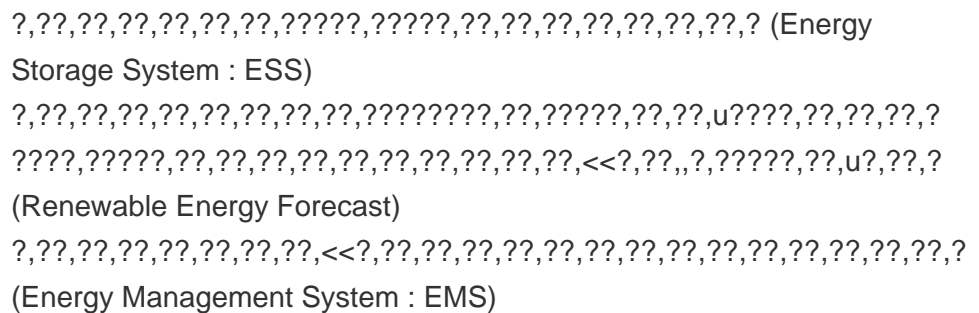 ?,??,??,??,??,??,??,?????,?????,??,??,??,??,??,??,??,? (Energy
Storage System : ESS)
?,??,??,??,??,??,??,??,??,????????,??,?????,??,??,u????,??,??,??,?
????,?????,??,??,??,??,??,??,??,??,??,??,<<?,??,,?,?????,??,u?,??,?
(Renewable Energy Forecast)
?,??,??,??,??,??,??,??,<<?,??,??,??,??,??,??,??,??,??,??,??,??,??,??,?
(Energy Management System : EMS)